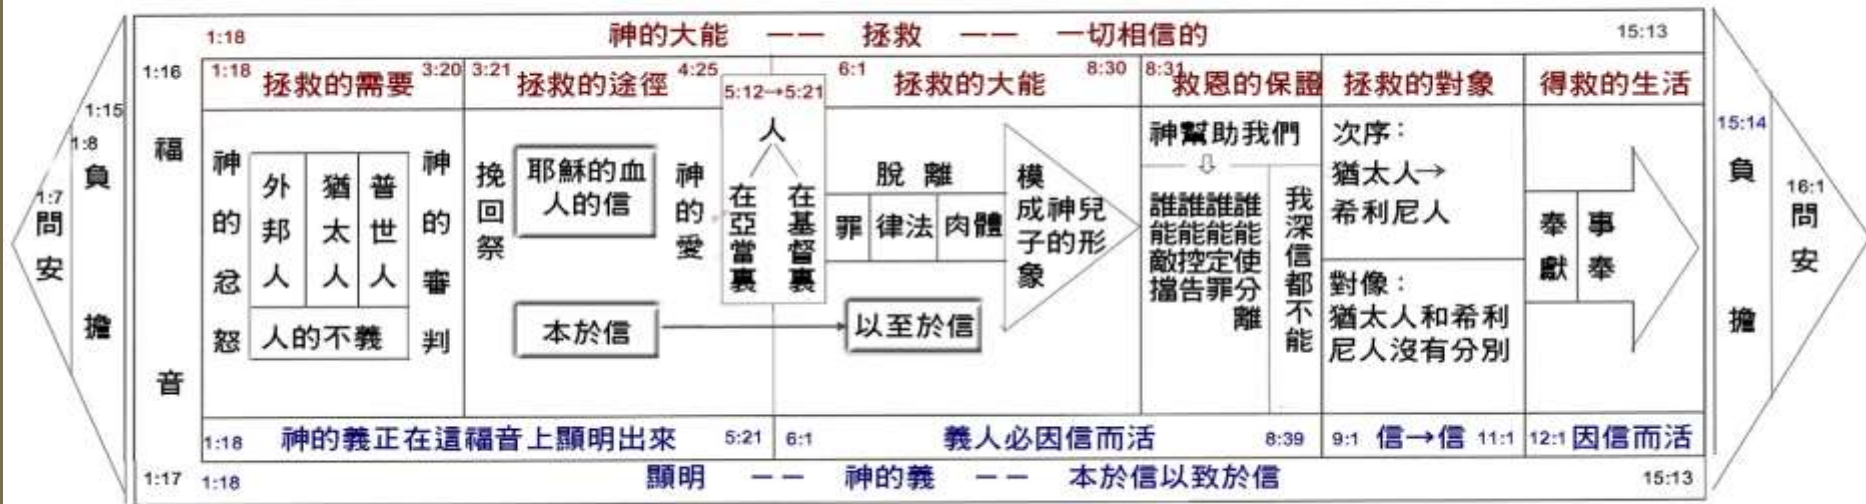 1:18 神的大能 —— 拯救 —— 一切相信的 15:13
1:16
1:18 拯救的需要 3:20
3:21 拯救的途徑 4:25
5:12→5:21
6:1 拯救的大能 8:30
8:31 救恩的保證
拯救的對象
得救的生活
1:7
問安
1:8
1:15
負擔
福音
神的忿怒
外邦人
猶太人
普世人
人的不義
神的審判
挽回祭
耶穌的血
人的信
神的愛
本於信
人
在亞當裏
在基督裏
脫離
罪
律法
肉體
以至於信
模
成神兒
子的形
象
神幫助我們
誰能敵擋
誰能控告
誰能定罪
誰能使分離
我深信都不能
次序:
猶太人→
希利尼人
對像:
猶太人和希利
尼人沒有分別
奉獻
事奉
15:14
負擔
16:1
問安
1:18 神的義正在這福音上顯明出來 5:21
6:1 義人必因信而活 8:39
9:1 信→信 11:1
12:1 因信而活
1:17 1:18 顯明 —— 神的義 —— 本於信以致於信 15:13